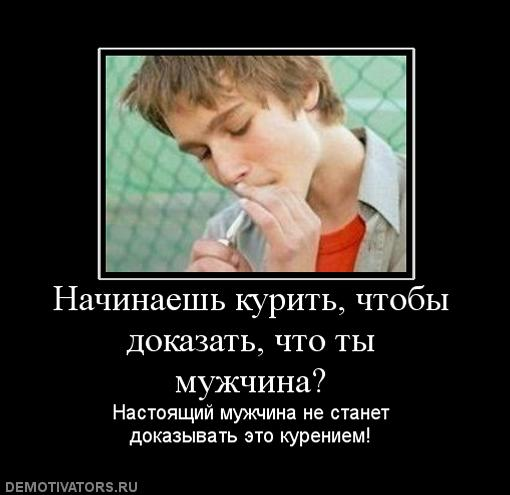 Начинаешь курить, чтобы
доказать, что ты
мужчина?
Настоящий мужчина не станет
доказывать это курением!
DEMOTIVATORS.RU